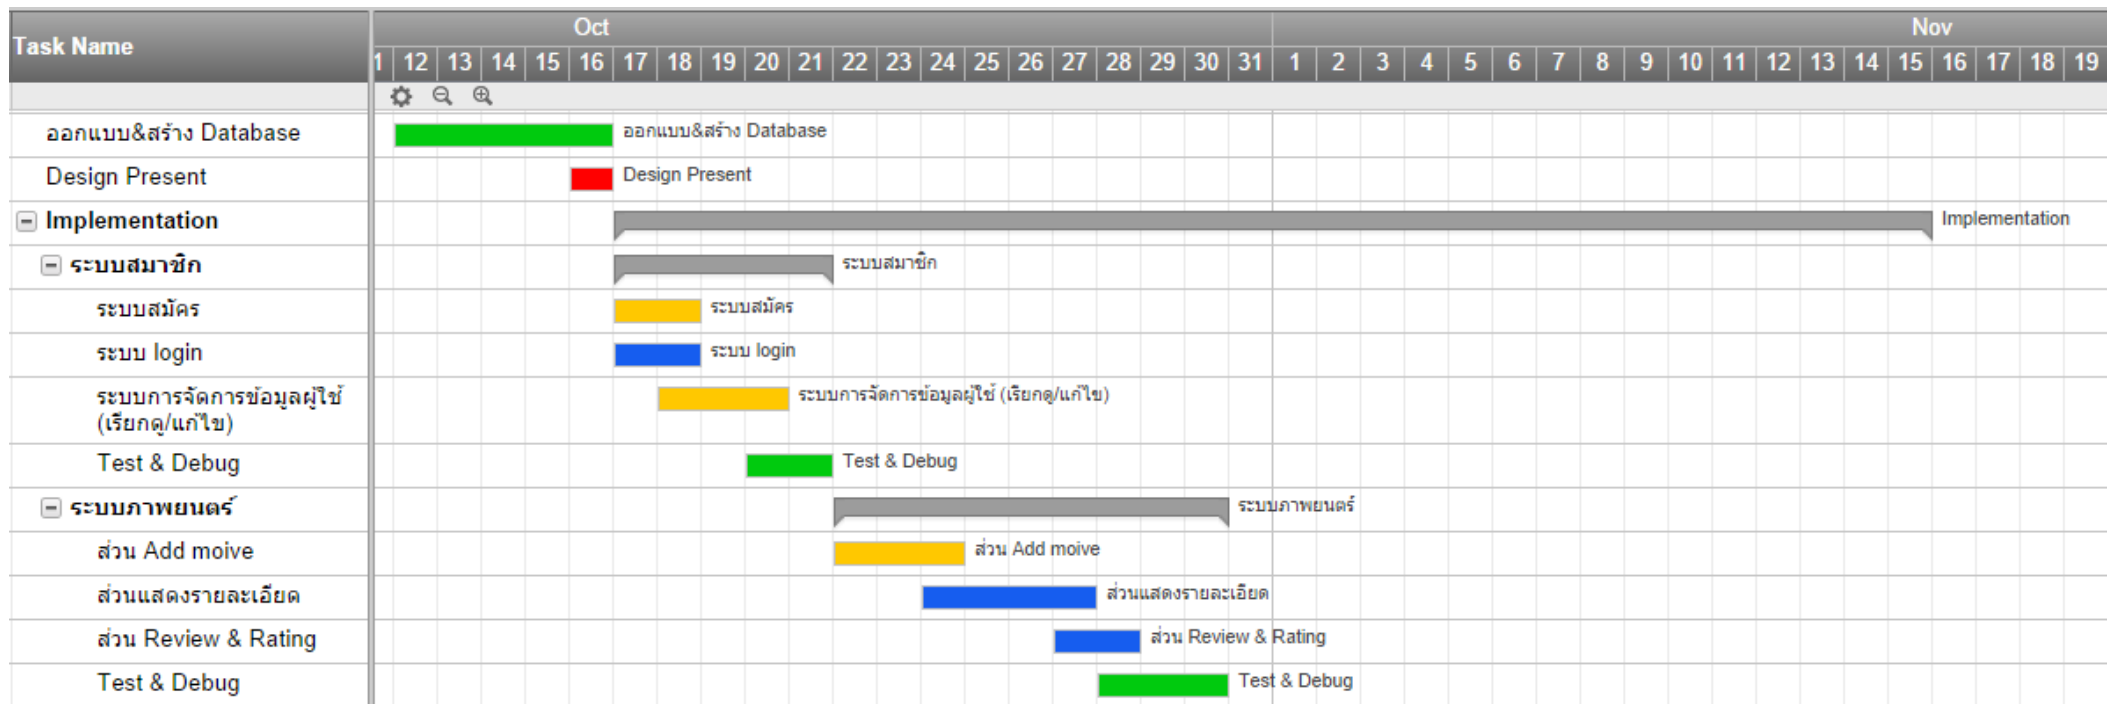 Task Name
Oct
Nov
1 12 13 14 15 16 17 18 19 20 21 22 23 24 25 26 27 28 29 30 31 1 2 3 4 5 6 7 8 9 10 11 12 13 14 15 16 17 18 19
ออกแบบ&สร้าง Database
ออกแบบ&สร้าง Database
Design Present
Design Present
Implementation
Implementation
ระบบสมาชิก
ระบบสมาชิก
ระบบสมัคร
ระบบสมัคร
ระบบ login
ระบบ login
ระบบการจัดการข้อมูลผู้ใช้
(เรียกดู/แก้ไข)
ระบบการจัดการข้อมูลผู้ใช้ (เรียกดู/แก้ไข)
Test & Debug
Test & Debug
ระบบภาพยนตร์
ระบบภาพยนตร์
ส่วน Add moive
ส่วน Add moive
ส่วนแสดงรายละเอียด
ส่วนแสดงรายละเอียด
ส่วน Review & Rating
ส่วน Review & Rating
Test & Debug
Test & Debug